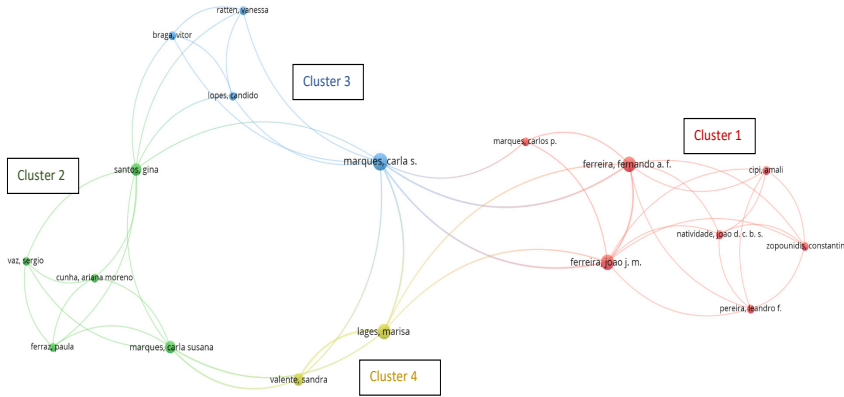 ratten, vanessa
braga, vitor
Cluster 3
lopes, candido
Cluster 1
marques, carlos p.
marques, carla s.
ferreira, fernando a. f.
cipi, amali
Cluster 2
santos, gina
natividade, joao d. c. b. s.
zopounidis, constantin
vaz, sergio
ferreira, joao j. m.
cunha, ariana moreno
pereira, leandro f.
lages, marisa
ferraz, paula
marques, carla susana
valente, sandra
Cluster 4